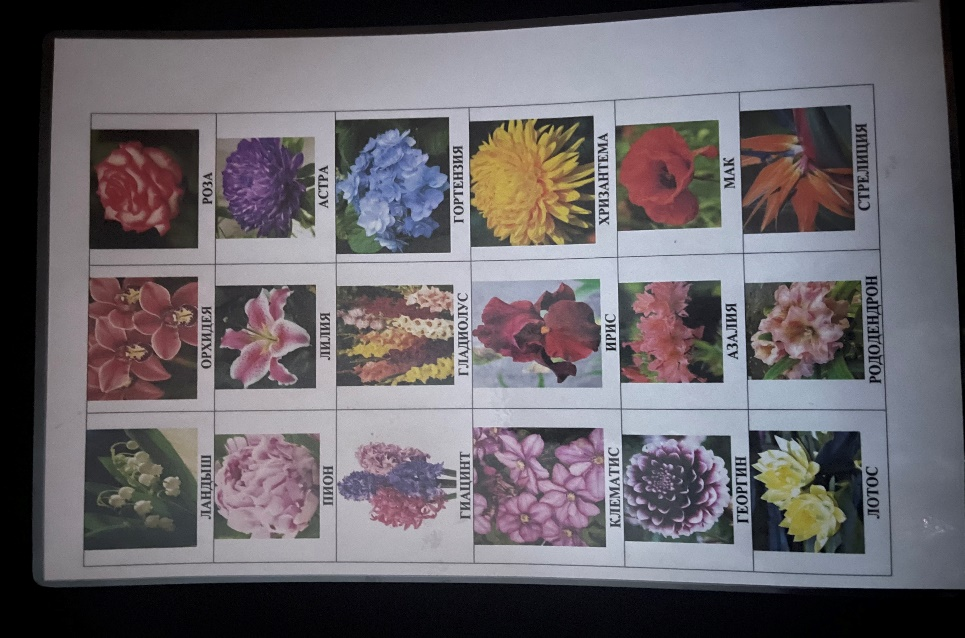 ЛАНДЫШ
ОРХИДЕЯ
РОЗА
ПИОН
ЛИЛИЯ
АСТРА
ГИАЦИНТ
ГЛАДИОЛУС
ГОРТЕНЗИЯ
КЛЕМАТИС
ИРИС
ХРИЗАНТЕМА
ГЕОРГИН
АЗАЛИЯ
МАК
ЛОТОС
РОДОДЕНДРОН
СТРЕЛИЦИЯ